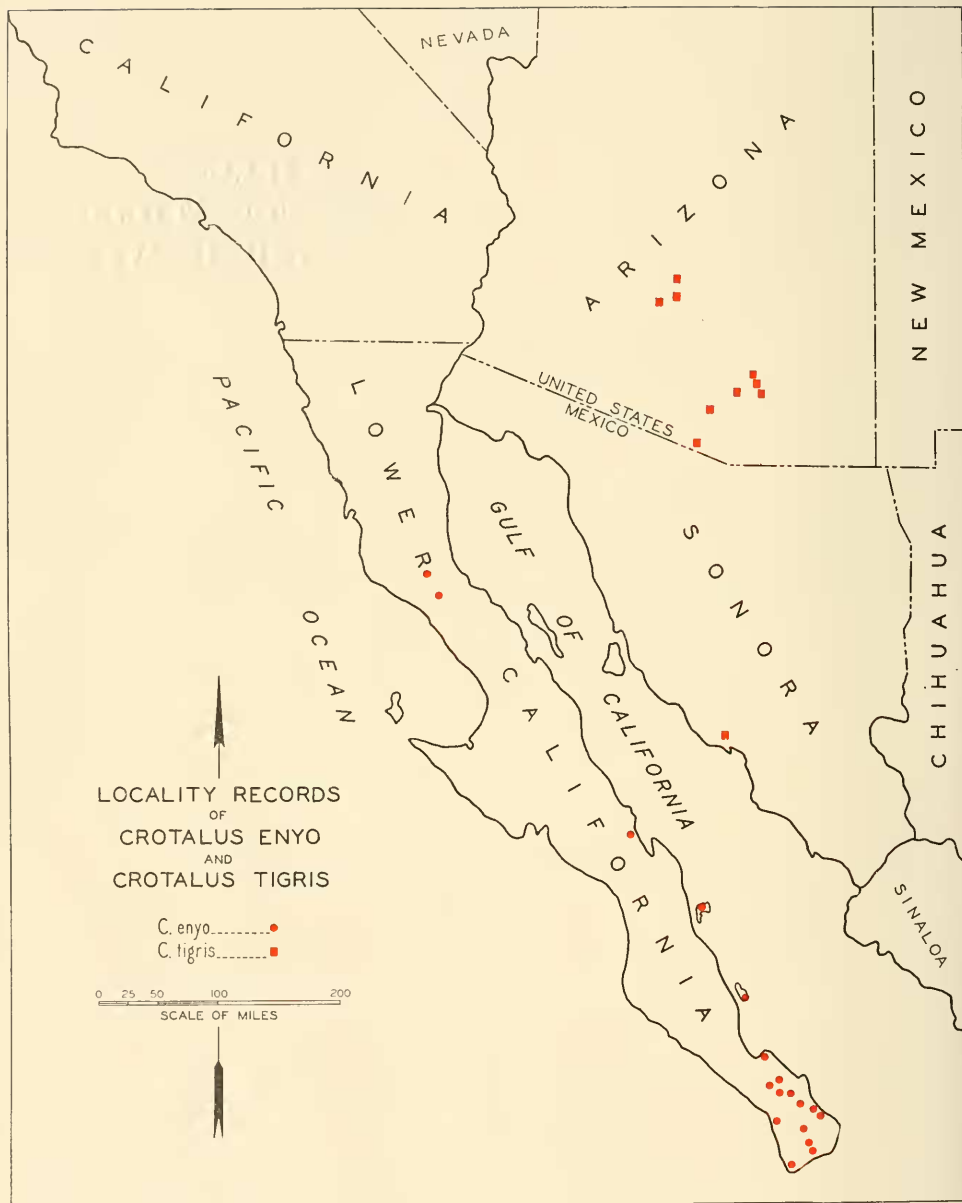 NEVADA
CALIFORNIA
ARIZONA
NEW MEXICO
UNITED STATES
MEXICO
PACIFIC
OCEAN
LOWER
CALIFORNIA
GULF
OF
CALIFORNIA
SONORA
CHIHUAHUA
SINALOA
LOCALITY RECORDS
OF
CROTALUS ENYO
AND
CROTALUS TIGRIS
C. enyo
C. tigris
0 25 50 100 200
SCALE OF MILES